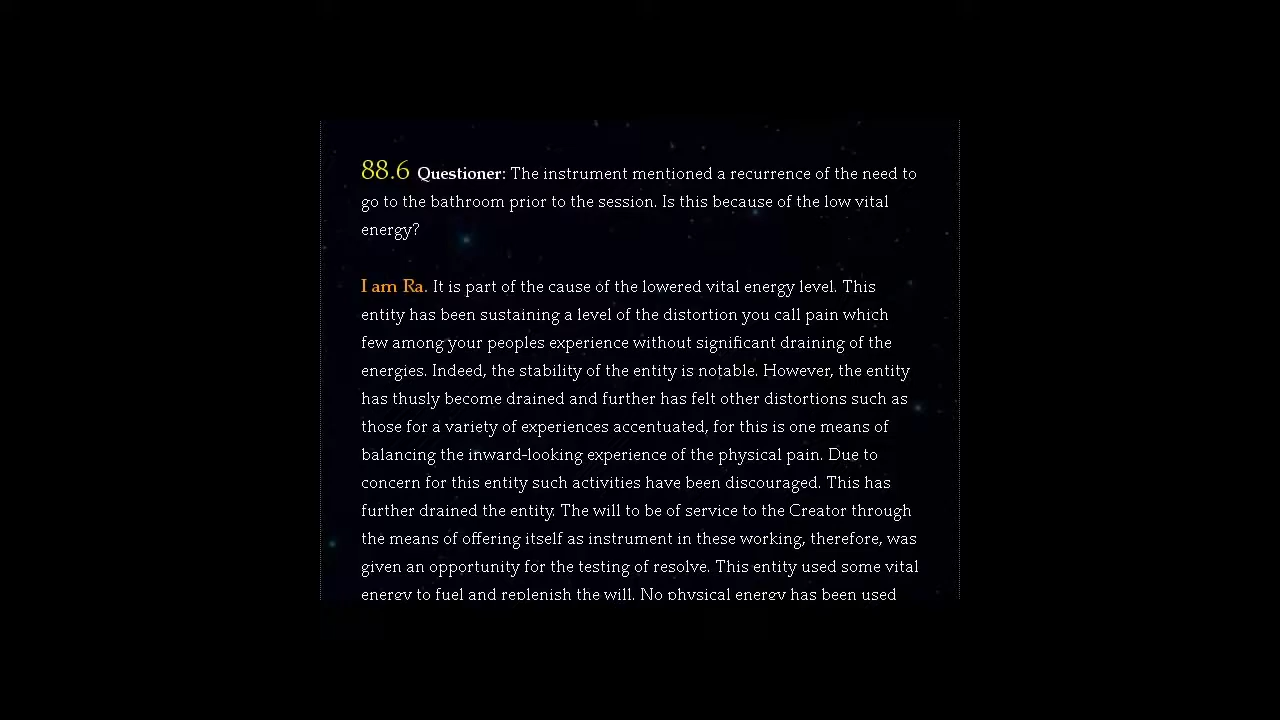 88.6 Questioner: The instrument mentioned a recurrence of the need to
go to the bathroom prior to the session. Is this because of the low vital
energy?
I am Ra. It is part of the cause of the lowered vital energy level. This
entity has been sustaining a level of the distortion you call pain which
few among your peoples experience without significant draining of the
energies. Indeed, the stability of the entity is notable. However, the entity
has thusly become drained and further has felt other distortions such as
those for a variety of experiences accentuated, for this is one means of
balancing the inward-looking experience of the physical pain. Due to
concern for this entity such activities have been discouraged. This has
further drained the entity. The will to be of service to the Creator through
the means of offering itself as instrument in these working, therefore, was
given an opportunity for the testing of resolve. This entity used some vital
energy to fuel and replenish the will. No physical energy has been used